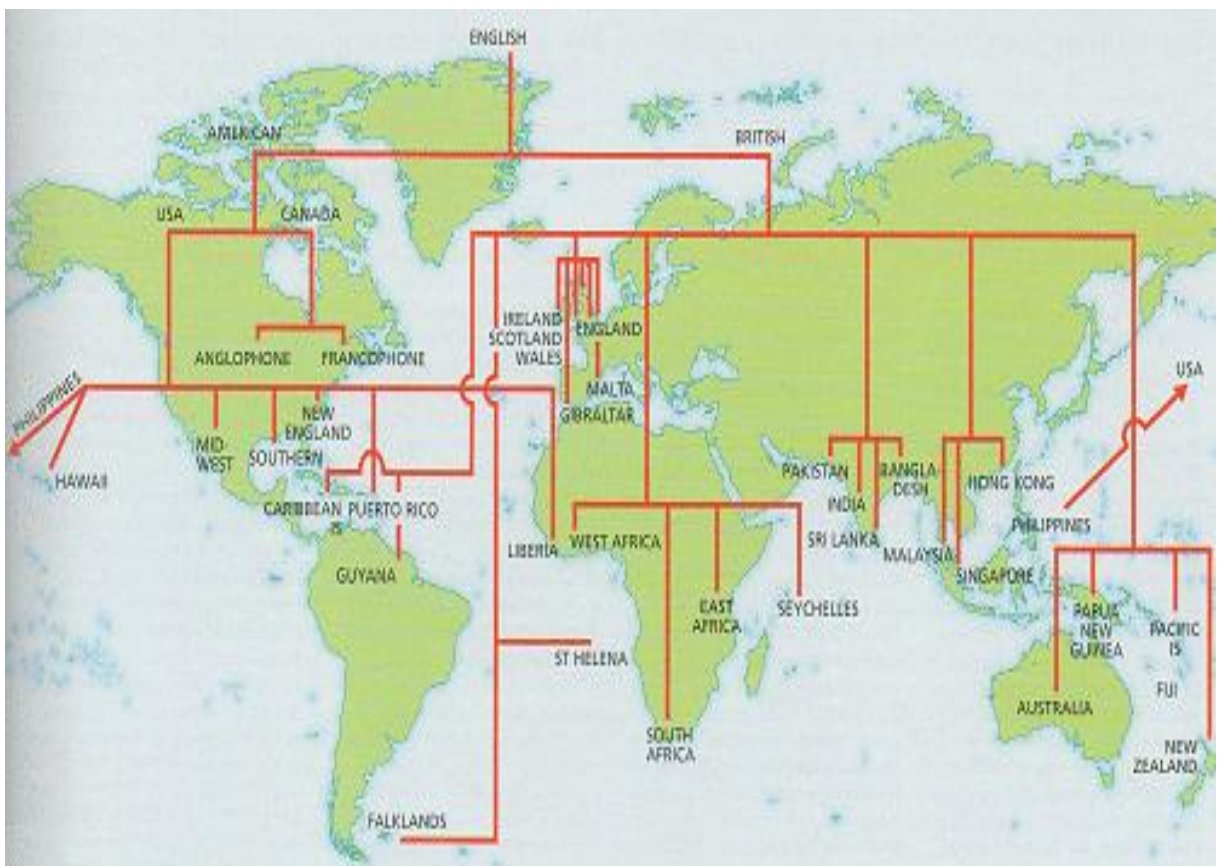 ENGLISH
AMERICAN
BRITISH
USA
CANADA
ANGLOPHONE
FRANCOPHONE
IRELAND
SCOTLAND
WALES
ENGLAND
MALTA
GIBRALTAR
USA
PHILIPPINES
HAWAII
MID-
WEST
SOUTHERN
NEW
ENGLAND
CARIBBEAN
IS
PUERTO RICO
GUYANA
LIBERIA
WEST AFRICA
PAKISTAN
INDIA
SRI LANKA
BANGLA
DESH
HONG KONG
MALAYSIA
SINGAPORE
PHILIPPINES
EAST
AFRICA
SEYCHELLES
ST HELENA
SOUTH
AFRICA
PAPUA
NEW
GUINEA
PACIFIC
IS
FIJI
AUSTRALIA
NEW
ZEALAND
FALKLANDS